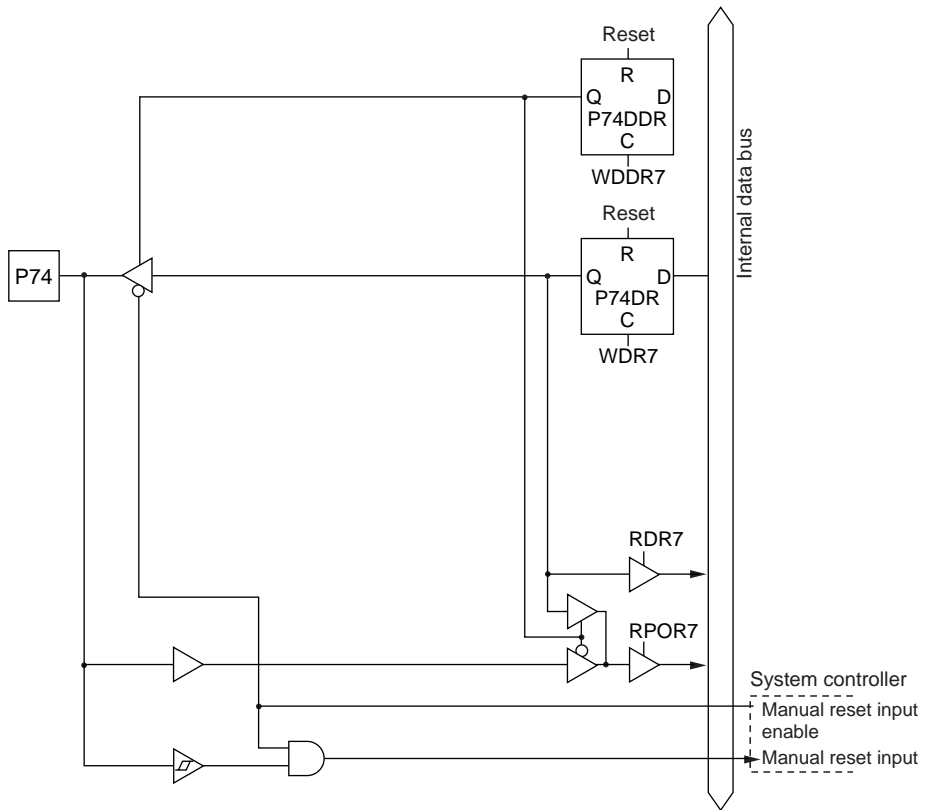 Reset
R
Q D
P74DDR
C
WDDR7
Reset
R
Q D
P74DR
C
WDR7
Internal data bus
P74
RDR7
RPOR7
System controller
Manual reset input
enable
Manual reset input